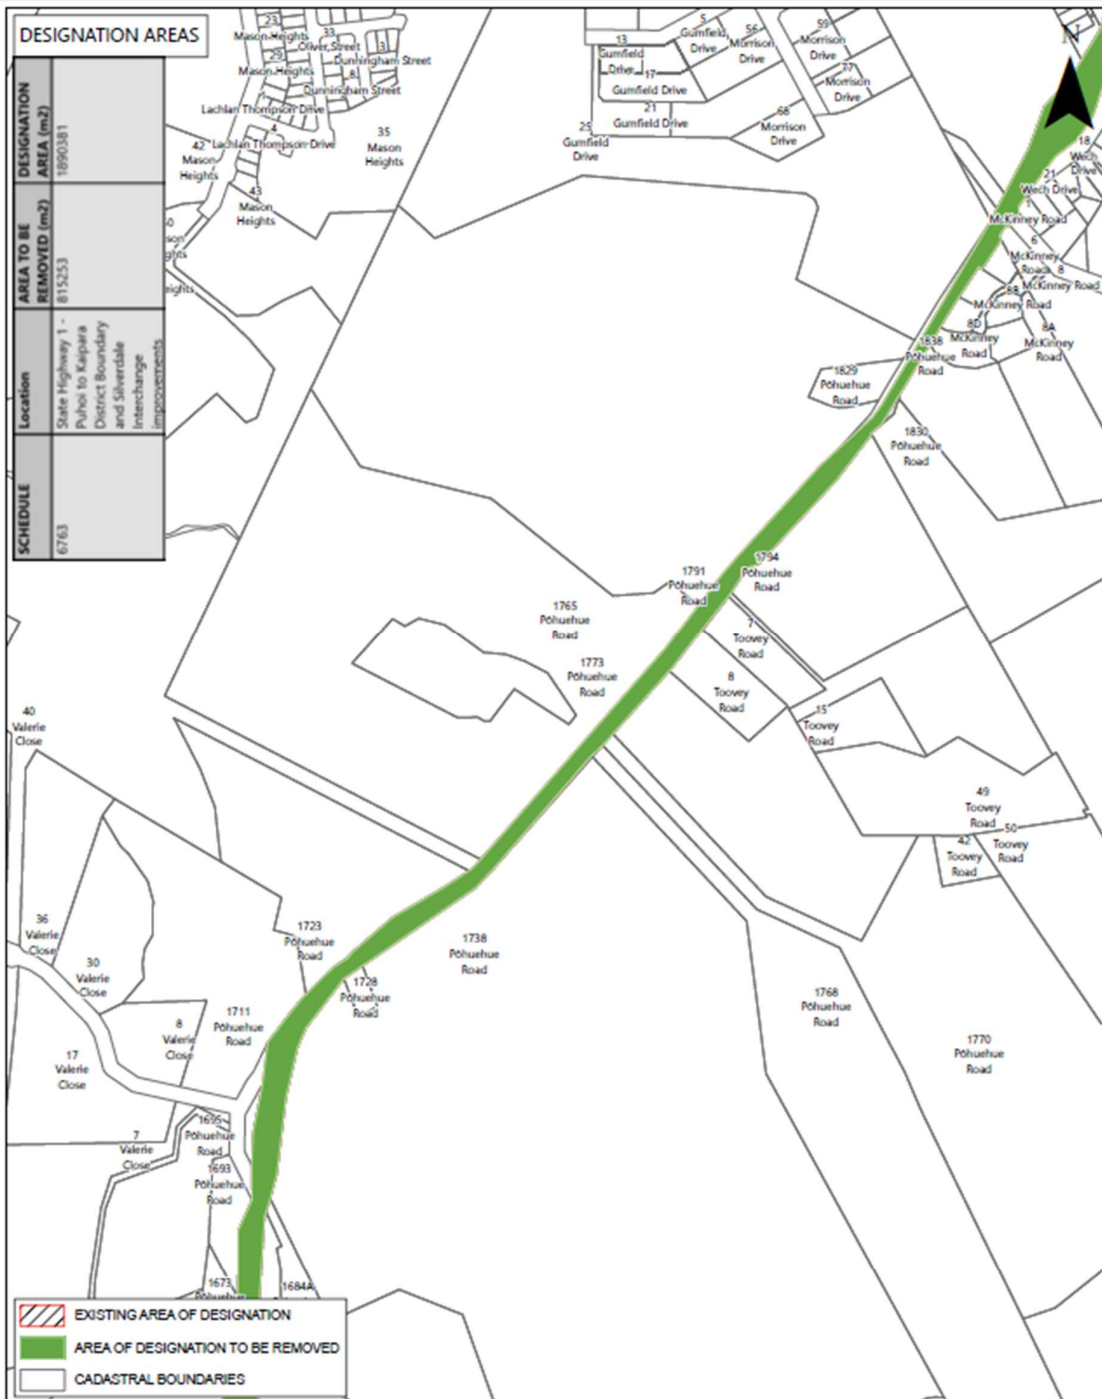 DESIGNATION AREAS
SCHEDULE
Location
AREA TO BE
REMOVED (m2)
DESIGNATION
AREA (m2)
6763
State Highway 1 -
Puhoi to Kaipara
District Boundary
and Silverdale
Interchange
improvements
815253
1890381
23
Mason Heights
33
Oliver Street
3
Dunningham Street
29
Mason Heights
8
Dunningham Street
1
Lachlan Thompson Drive
4
Lachlan Thompson Drive
42
Mason
Heights
35
Mason
Heights
43
Mason
Heights
5
Gumfield
Drive
56
Morrison
Drive
59
Morrison
Drive
13
Gumfield
Drive
17
Gumfield Drive
77
Morrison
Drive
21
Gumfield Drive
68
Morrison
Drive
25
Gumfield
Drive
N
18
Wech
Drive
21
Wech Drive
1
McKinney Road
6
McKinney
Road
8
McKinney Road
8B
McKinney Road
8D
McKinney
Road
8A
McKinney
Road
1838
Pōhuehue
Road
1829
Pōhuehue
Road
1830
Pōhuehue
Road
1791
Pōhuehue
Road
1794
Pōhuehue
Road
1765
Pōhuehue
Road
7
Toovey
Road
1773
Pōhuehue
Road
8
Toovey
Road
15
Toovey
Road
40
Valerie
Close
49
Toovey
Road
42
Toovey
Road
50
Toovey
Road
36
Valerie
Close
30
Valerie
Close
1723
Pōhuehue
Road
1738
Pōhuehue
Road
1728
Pōhuehue
Road
1768
Pōhuehue
Road
1770
Pōhuehue
Road
1711
Pōhuehue
Road
8
Valerie
Close
17
Valerie
Close
1695
Pōhuehue
Road
7
Valerie
Close
1693
Pōhuehue
Road
1673
Pōhuehue
1684A
EXISTING AREA OF DESIGNATION
AREA OF DESIGNATION TO BE REMOVED
CADASTRAL BOUNDARIES